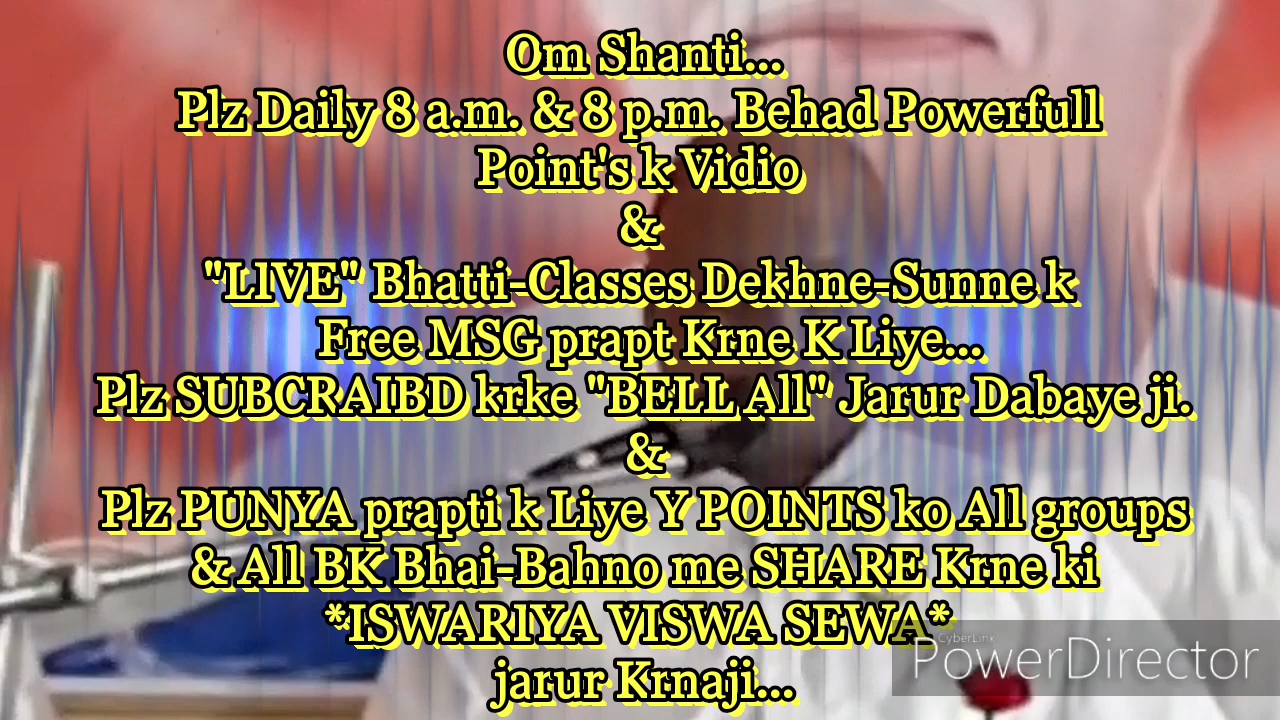 Om Shanti...
Plz Daily 8 a.m. & 8 p.m. Behad Powerfull
Point's k Vidio
&
"LIVE" Bhatti-Classes Dekhne-Sunne k
Free MSG prapt Krne K Liye...
Plz SUBCRAIBD krke "BELL All" Jarur Dabaye ji.
&
Plz PUNYA prapti k Liye Y POINTS ko All groups
& All BK Bhai-Bahno me SHARE Krne ki
*ISWARIYA VISWA SEWA*
jarur Krnaji...
CyberLink
PowerDirector